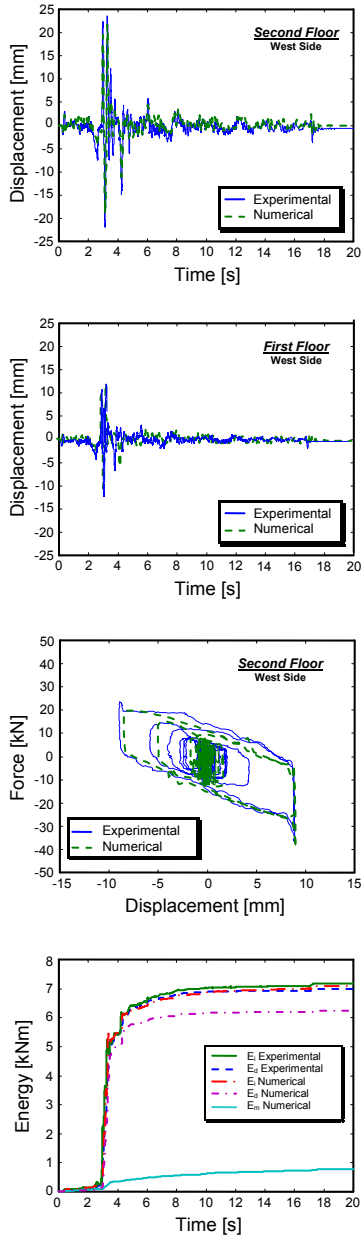 Second Floor
West Side
Displacement [mm]
25
20
15
10
5
0
-5
-10
-15
-20
-25
Experimental
Numerical
0 2 4 6 8 10 12 14 16 18 20
Time [s]
First Floor
West Side
Displacement [mm]
25
20
15
10
5
0
-5
-10
-15
-20
-25
Experimental
Numerical
0 2 4 6 8 10 12 14 16 18 20
Time [s]
Second Floor
West Side
Force [kN]
50
40
30
20
10
0
-10
-20
-30
-40
-50
Experimental
Numerical
-15 -10 -5 0 5 10 15
Displacement [mm]
Energy [kNm]
8
7
6
5
4
3
2
1
0
Ei Experimental
Ed Experimental
Ei Numerical
Ed Numerical
Em Numerical
0 2 4 6 8 10 12 14 16 18 20
Time [s]